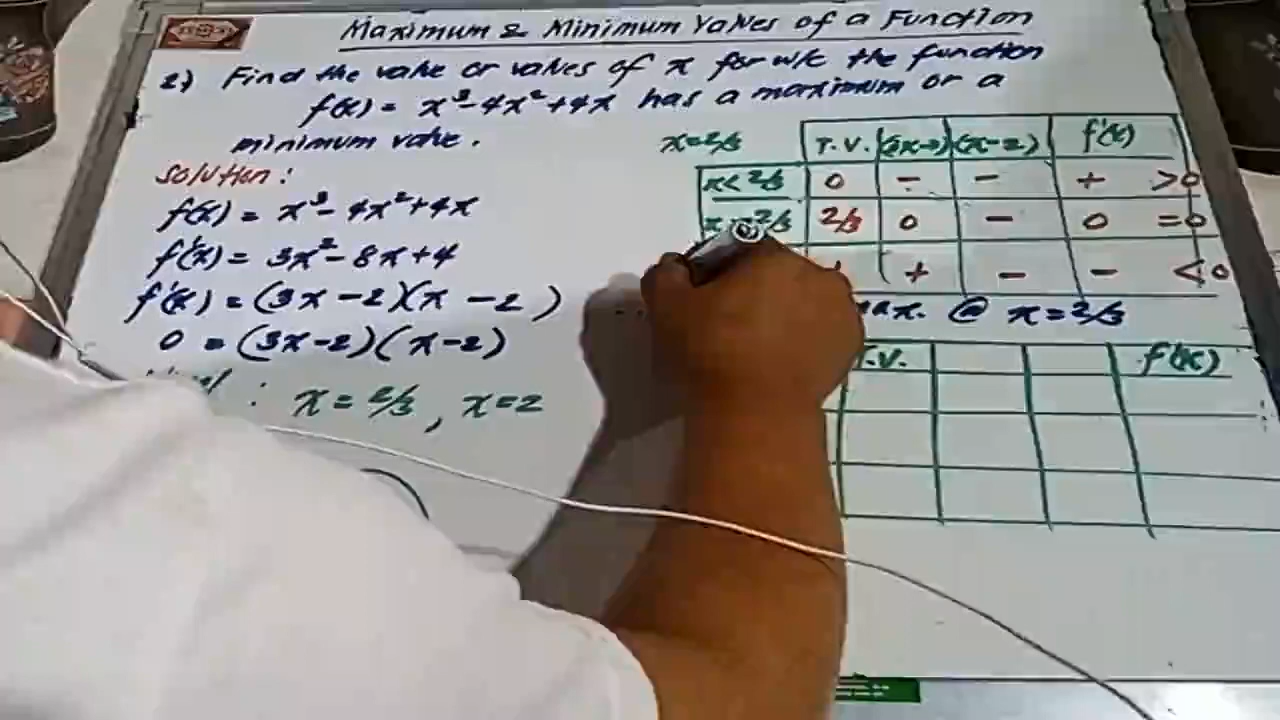 Maximum & Minimum Values of a Function
2) Find the value or values of x for w/c the function
f(x) = x³-4x²+4x has a maximum or a
minimum value.
Solution:
f(x) = x³-4x²+4x
f'(x) = 3x²-8x+4
f'(x) = (3x-2)(x-2)
0 = (3x-2)(x-2)
: x = 2/3, x=2
x=2/3
T.V. (3x-2) (x-2) f'(x)
x<2/3 0 - - + >0
2/3 2/3 0 - 0 =0
+ - - <0
max. @ x=2/3
T.V. f'(x)